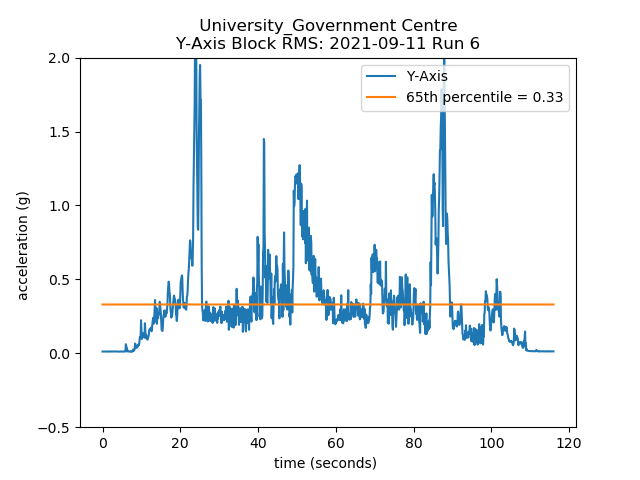 University_Government Centre
Y-Axis Block RMS: 2021-09-11 Run 6
Y-Axis
65th percentile = 0.33
2.0
1.5
1.0
0.5
0.0
−0.5
acceleration (g)
0 20 40 60 80 100 120
time (seconds)